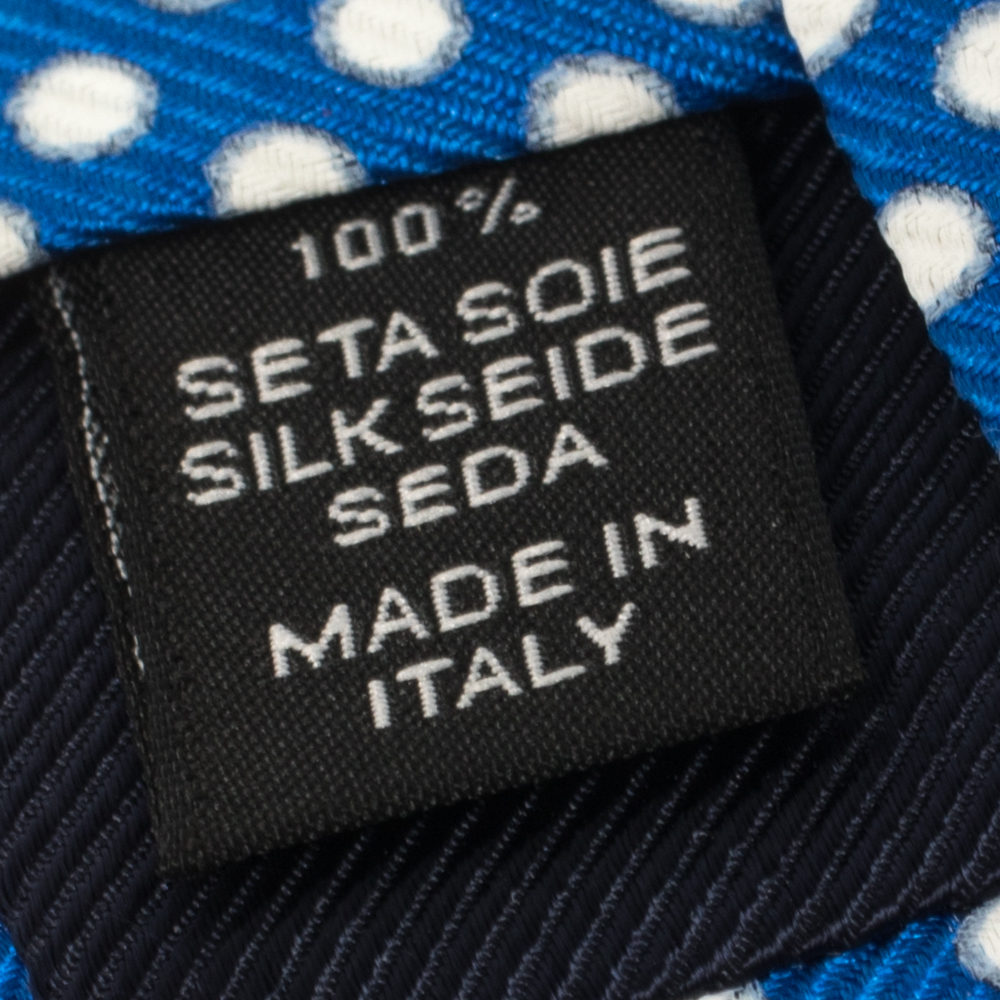 100%
SETA SOIE
SILK SEIDE
SEDA
MADE IN
ITALY